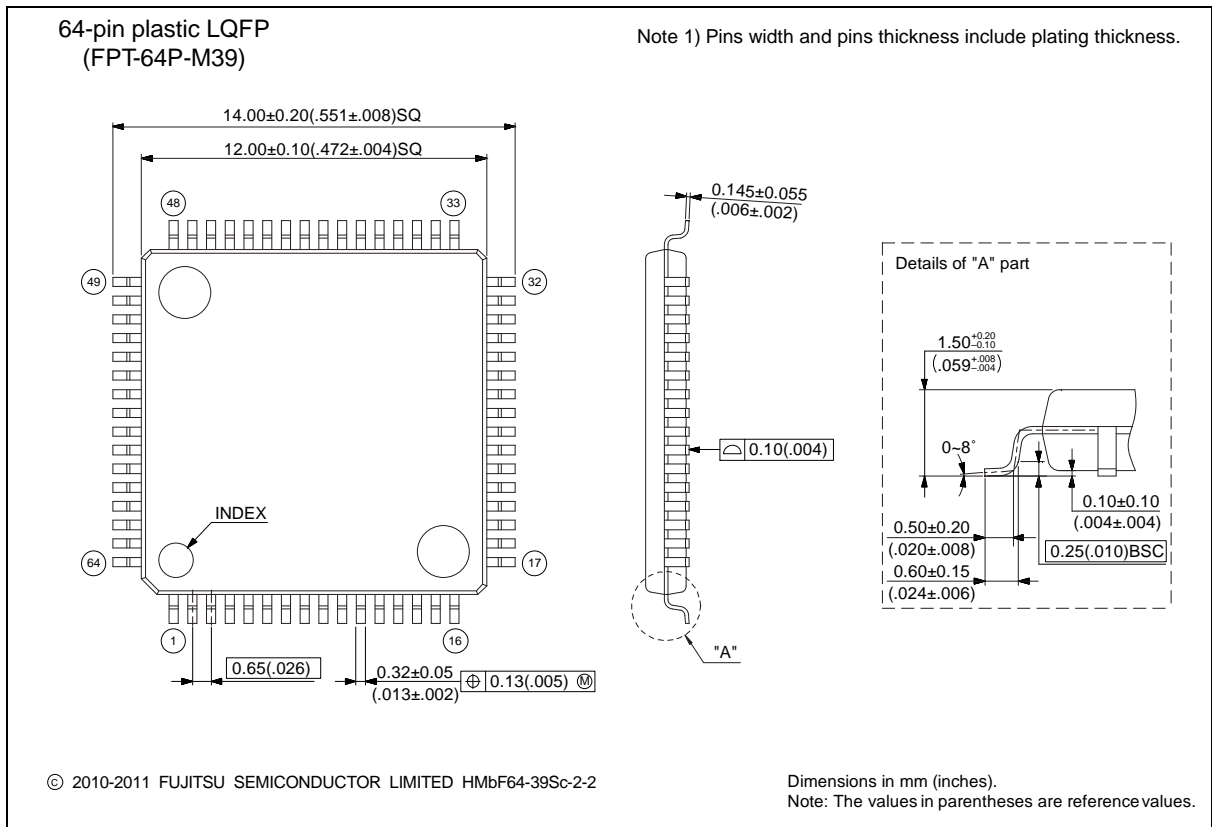 64-pin plastic LQFP
(FPT-64P-M39)
Note 1) Pins width and pins thickness include plating thickness.
14.00±0.20(.551±.008)SQ
12.00±0.10(.472±.004)SQ
48
33
49
32
INDEX
64
17
1
16
0.65(.026)
0.32±0.05
(.013±.002)
⌖ 0.13(.005) Ⓜ
0.145±0.055
(.006±.002)
⌓ 0.10(.004)
"A"
Details of "A" part
1.50 +0.20 –0.10
(.059 +.008 –.004)
0~8°
0.50±0.20
(.020±.008)
0.60±0.15
(.024±.006)
0.10±0.10
(.004±.004)
0.25(.010)BSC
© 2010-2011 FUJITSU SEMICONDUCTOR LIMITED HMbF64-39Sc-2-2
Dimensions in mm (inches).
Note: The values in parentheses are reference values.